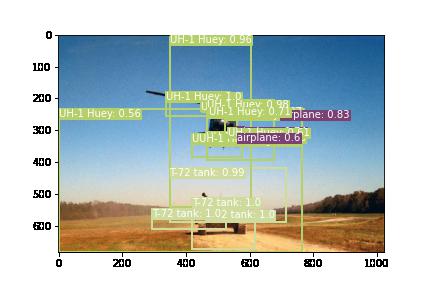 UH-1 Huey: 0.96
0
100
200
300
400
500
600
UH-1 Huey: 1.0
UH-1 Huey: 0.98
UH-1 Huey: 0.71
UH-1 Huey: 0.56
rplane: 0.83
airplane: 0.6
T-72 tank: 0.99
T-72 tank: 1.0
T-72 tank: 1.0
tank: 1.0
0
200
400
600
800
1000